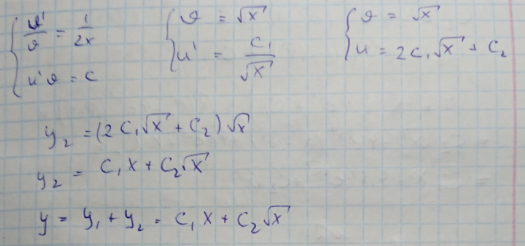 { ϑ'/ϑ = 1/2x { ϑ = √x { ϑ = √x
{ u'ϑ = C { u' = C₁/√x { u = 2C₁√x + C₂
y₂ = (2C₁√x + C₂)√x
y₂ = C₁x + C₂√x
y = y₁ + y₂ = C₁x + C₂√x